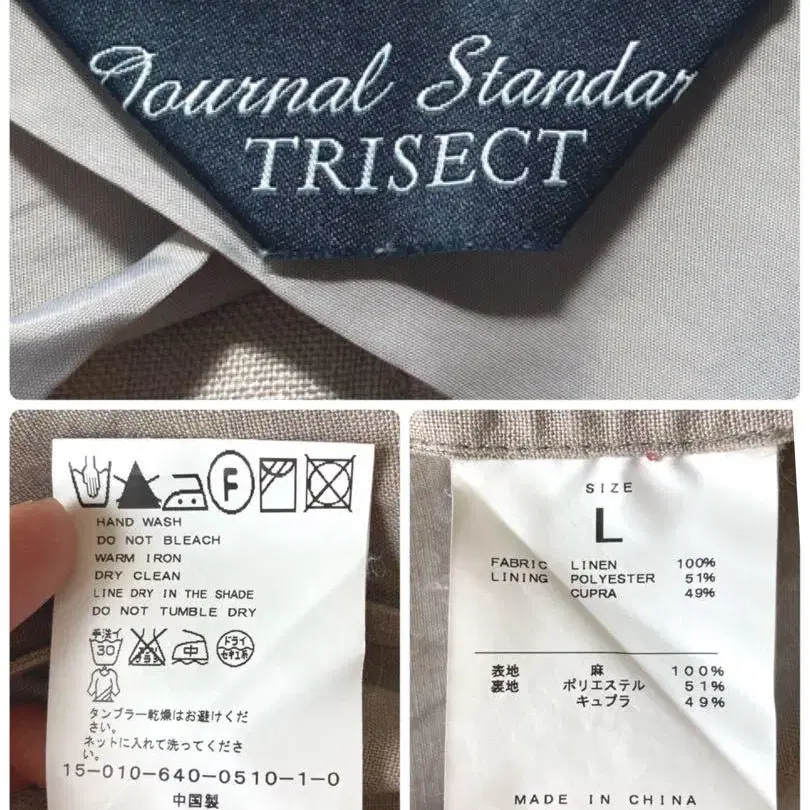 Journal Standar
TRISECT
F
HAND WASH
DO NOT BLEACH
WARM IRON
DRY CLEAN
LINE DRY IN THE SHADE
DO NOT TUMBLE DRY
手洗イ
30
中
ドライ
セキユ系
タンブラー乾燥はお避けくだ
さい。
ネットに入れて洗ってくださ
い。
15-010-640-0510-1-0
中国製
SIZE
L
FABRIC LINEN 100%
LINING POLYESTER 51%
CUPRA 49%
表地 麻 100%
裏地 ポリエステル 51%
キュプラ 49%
MADE IN CHINA